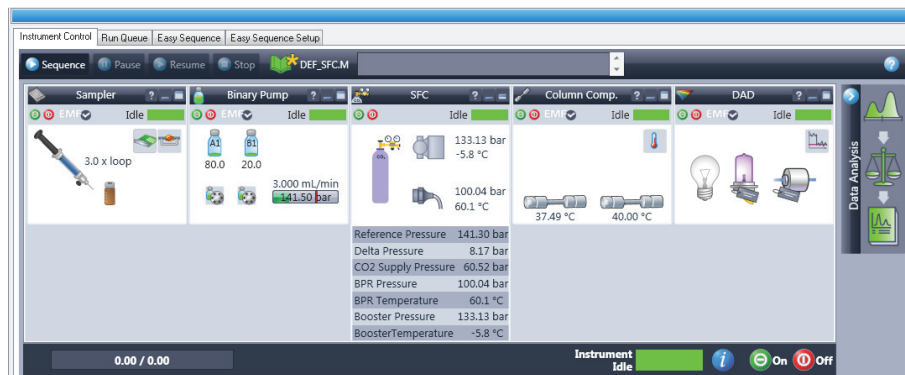 Instrument Control Run Queue Easy Sequence Easy Sequence Setup
Sequence Pause Resume Stop DEF_SFC.M ?
Sampler ? Binary Pump ? SFC ? Column Comp. ? DAD ?
EMF Idle EMF Idle Idle EMF Idle EMF Idle
3.0 x loop
A1 B1
80.0 20.0
3.000 mL/min
141.50 bar
CO₂
133.13 bar
-5.8 °C
100.04 bar
60.1 °C
37.49 °C 40.00 °C
Reference Pressure 141.30 bar
Delta Pressure 8.17 bar
CO2 Supply Pressure 60.52 bar
BPR Pressure 100.04 bar
BPR Temperature 60.1 °C
Booster Pressure 133.13 bar
BoosterTemperature -5.8 °C
Data Analysis
0.00 / 0.00
Instrument
Idle
i On Off